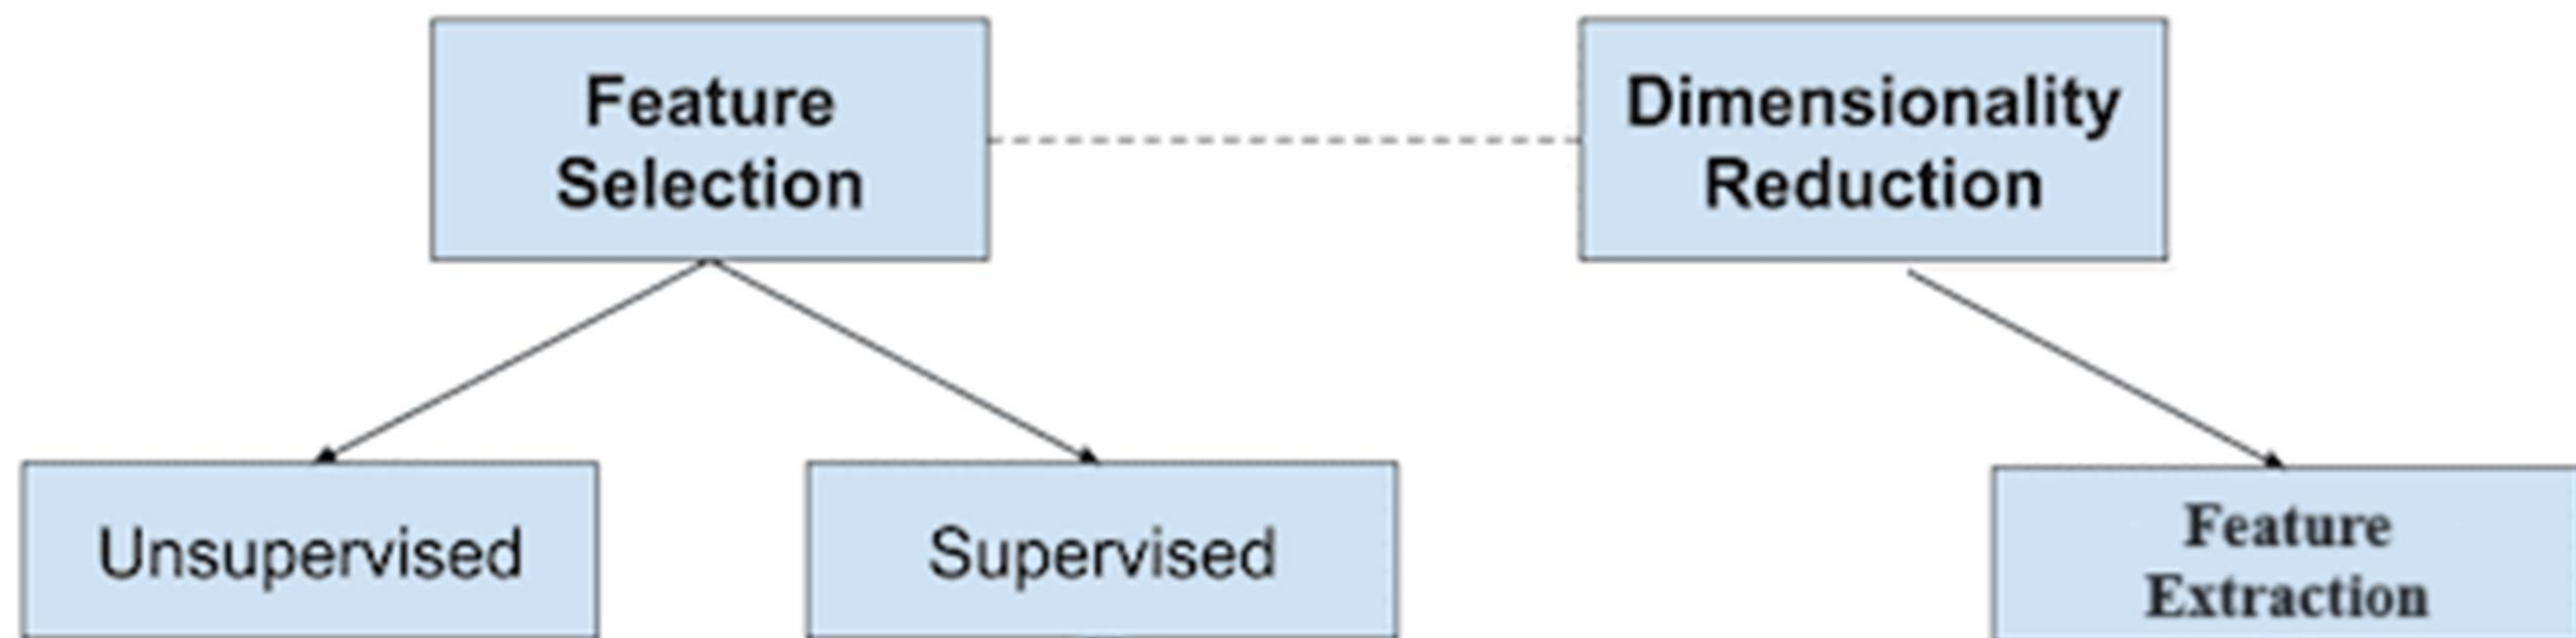 Feature
Selection
Dimensionality
Reduction
Unsupervised
Supervised
Feature
Extraction